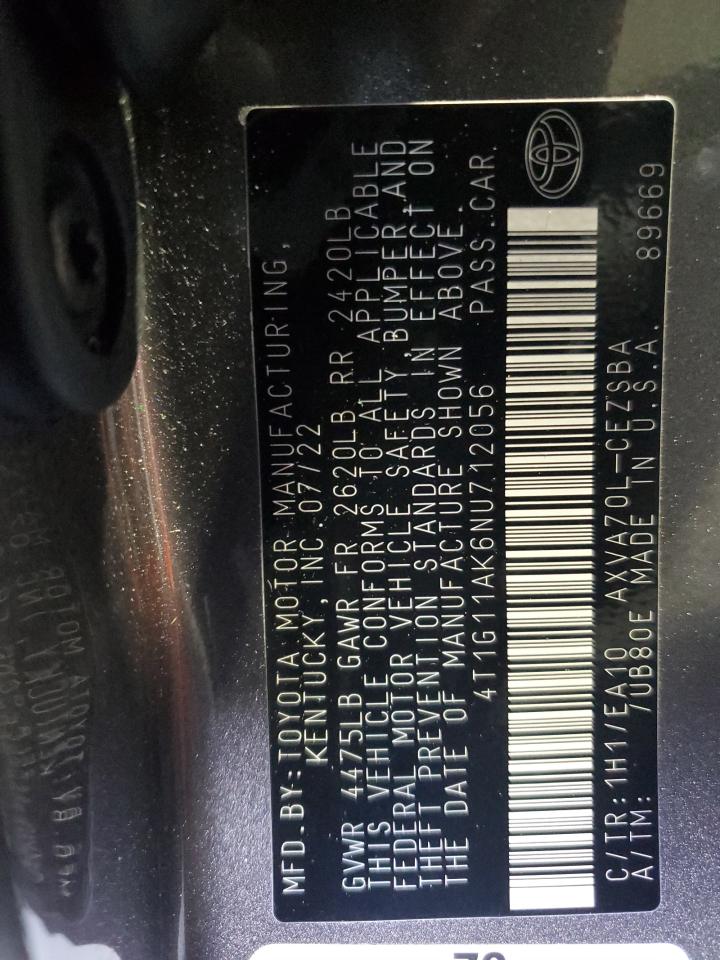 MFD.BY:TOYOTA MOTOR MANUFACTURING,
KENTUCKY, INC.07/22
GVWR 4475LB GAWR FR 2620LB RR 2420LB
THIS VEHICLE CONFORMS TO ALL APPLICABLE
FEDERAL MOTOR VEHICLE SAFETY,BUMPER,AND
THEFT PREVENTION STANDARDS IN EFFECT ON
THE DATE OF MANUFACTURE SHOWN ABOVE.
4T1G11AK6NU712056 PASS.CAR
C/TR:1H1/EA10 AXVA70L-CEZSBA
A/TM: /UB80E MADE IN U.S.A. 89669